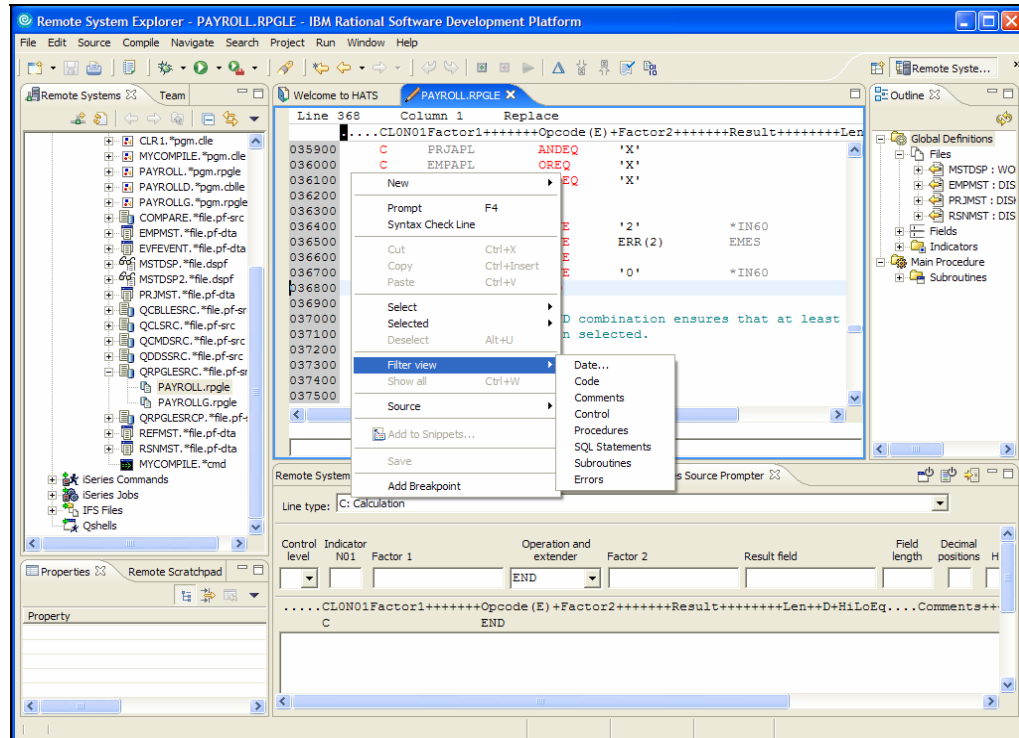 Remote System Explorer - PAYROLL.RPGLE - IBM Rational Software Development Platform
File Edit Source Compile Navigate Search Project Run Window Help
Remote Syste...
Remote Systems Team
CLR1.*pgm.clle
MYCOMPILE.*pgm.clle
PAYROLL.*pgm.rpgle
PAYROLLD.*pgm.cblle
PAYROLLG.*pgm.rpgle
COMPARE.*file.pf-src
EMPMST.*file.pf-dta
EVFEVENT.*file.pf-dta
MSTDSP.*file.dspf
MSTDSP2.*file.dspf
PRJMST.*file.pf-dta
QCBLLESRC.*file.pf-sr
QCLSRC.*file.pf-src
QCMDSRC.*file.pf-src
QDDSSRC.*file.pf-src
QRPGLESRC.*file.pf-sr
PAYROLL.rpgle
PAYROLLG.rpgle
QRPGLESRCP.*file.pf-s
REFMST.*file.pf-dta
RSNMST.*file.pf-dta
MYCOMPILE.*cmd
iSeries Commands
iSeries Jobs
IFS Files
Qshells
Properties Remote Scratchpad
Property
Welcome to HATS PAYROLL.RPGLE
Line 368 Column 1 Replace
.....CL0N01Factor1+++++++Opcode(E)+Factor2+++++++Result++++++++Len
035900 C PRJAPL ANDEQ 'X'
036000 C EMPAPL OREQ 'X'
036100 EQ 'X'
036200
036300
036400 E '2' *IN60
036500 E ERR(2) EMES
036600 E
036700 E '0' *IN60
036800
036900
037000 D combination ensures that at least
037100 n selected.
037200
037300
037400
037500
New
Prompt F4
Syntax Check Line
Cut Ctrl+X
Copy Ctrl+Insert
Paste Ctrl+V
Select
Selected
Deselect Alt+U
Filter view
Show all Ctrl+W
Source
Add to Snippets...
Save
Add Breakpoint
Date...
Code
Comments
Control
Procedures
SQL Statements
Subroutines
Errors
Outline
Global Definitions
Files
MSTDSP : WO
EMPMST : DIS
PRJMST : DISK
RSNMST : DIS
Fields
Indicators
Main Procedure
Subroutines
Remote System s Source Prompter
Line type: C: Calculation
Control level
Indicator N01
Factor 1
Operation and extender
Factor 2
Result field
Field length
Decimal positions
H
END
.....CL0N01Factor1+++++++Opcode(E)+Factor2+++++++Result++++++++Len++D+HiLoEq....Comments++
C END